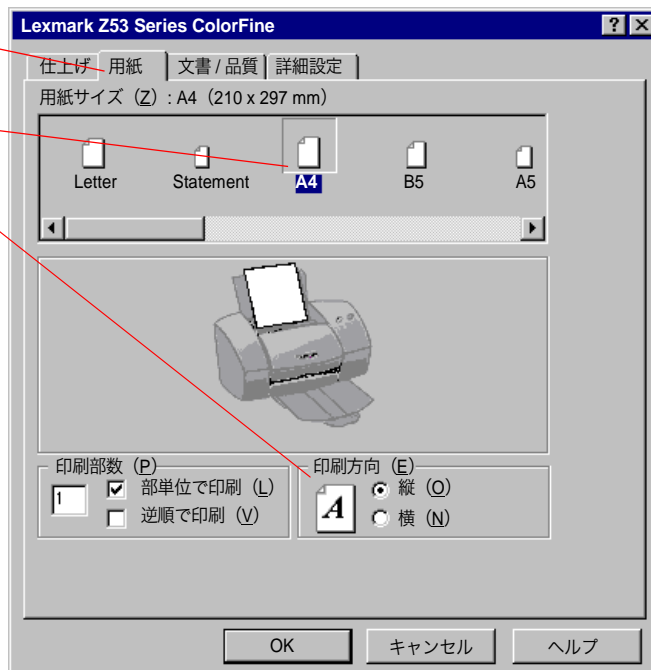 Lexmark Z53 Series ColorFine
仕上げ 用紙 文書 / 品質 詳細設定
用紙サイズ（Z）: A4（210 x 297 mm）
Letter Statement A4 B5 A5
印刷部数（P） 印刷方向（E）
1 部単位で印刷（L） A 縦（O）
逆順で印刷（V） 横（N）
OK キャンセル ヘルプ